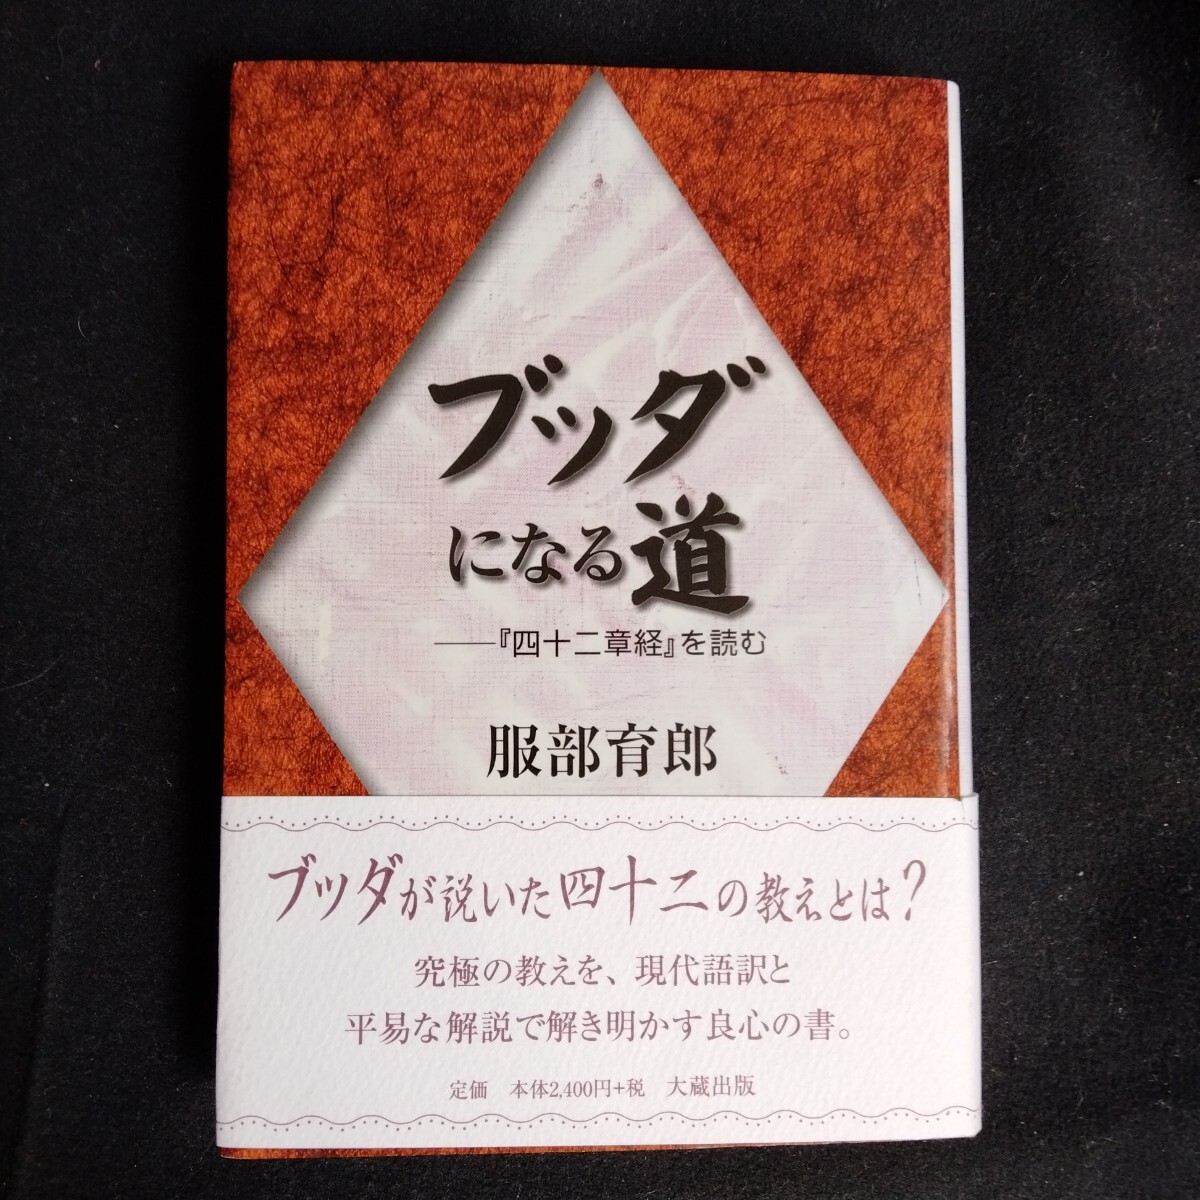 ブッダ
になる道
──『四十二章経』を読む
服部育郎
ブッダが説いた四十二の教えとは?
究極の教えを、現代語訳と
平易な解説で解き明かす良心の書。
定価 本体2,400円+税 大蔵出版